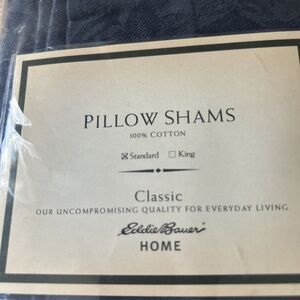 PILLOW SHAMS
100% COTTON
☒ Standard ☐ King
Classic
OUR UNCOMPROMISING QUALITY FOR EVERYDAY LIVING
Eddie Bauer
HOME